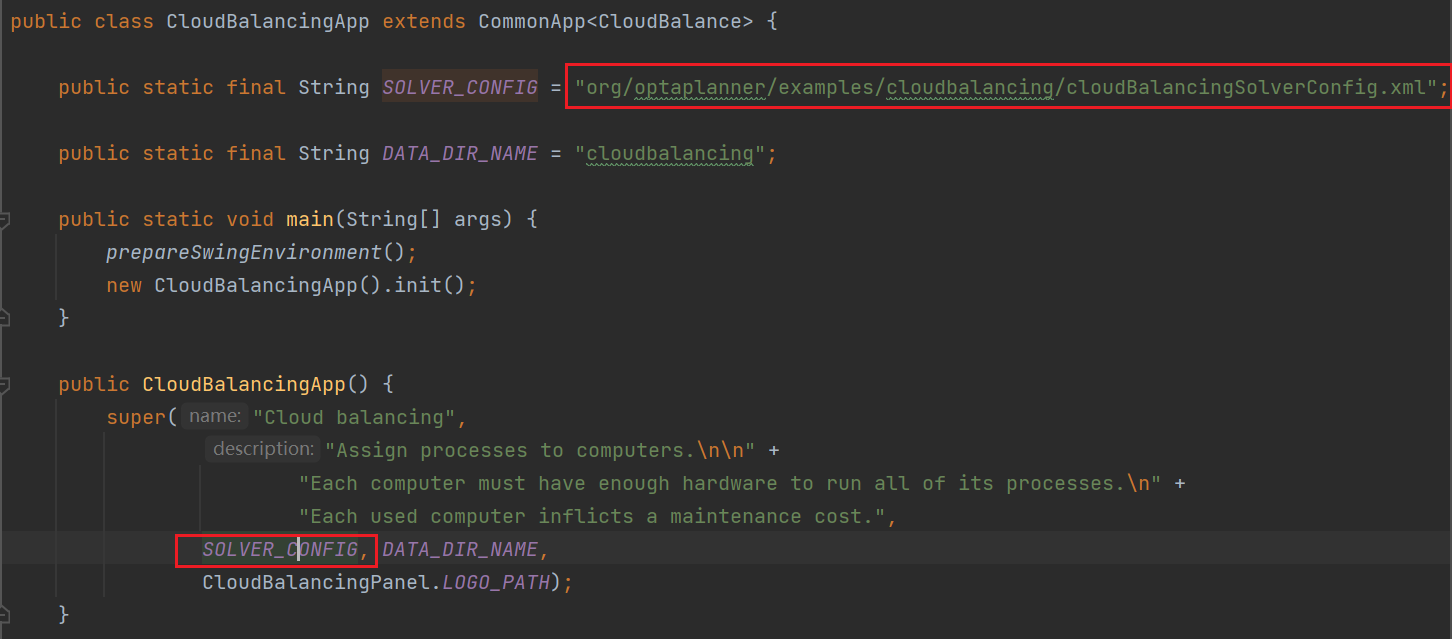 public class CloudBalancingApp extends CommonApp<CloudBalance> {
public static final String SOLVER_CONFIG = "org/optaplanner/examples/cloudbalancing/cloudBalancingSolverConfig.xml";
public static final String DATA_DIR_NAME = "cloudbalancing";
public static void main(String[] args) {
prepareSwingEnvironment();
new CloudBalancingApp().init();
}
public CloudBalancingApp() {
super( name: "Cloud balancing",
description: "Assign processes to computers.\n\n" +
"Each computer must have enough hardware to run all of its processes.\n" +
"Each used computer inflicts a maintenance cost.",
SOLVER_CONFIG, DATA_DIR_NAME,
CloudBalancingPanel.LOGO_PATH);
}